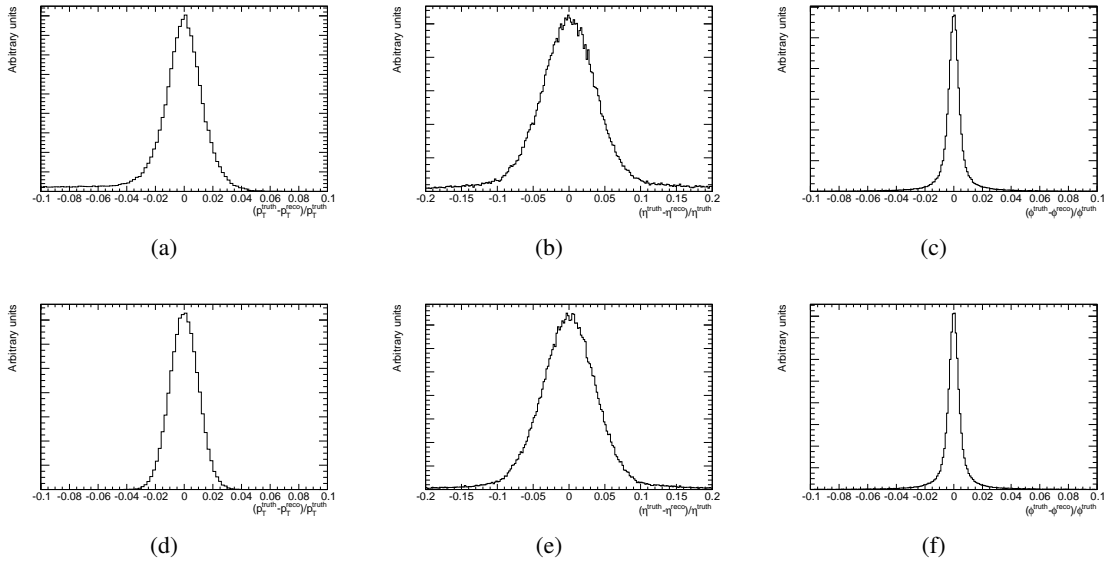 Arbitrary units
-0.1 -0.08 -0.06 -0.04 -0.02 0 0.02 0.04 0.06 0.08 0.1
(p_T^truth-p_T^reco)/p_T^truth
(a)
Arbitrary units
-0.2 -0.15 -0.1 -0.05 0 0.05 0.1 0.15 0.2
(η^truth-η^reco)/η^truth
(b)
Arbitrary units
-0.1 -0.08 -0.06 -0.04 -0.02 0 0.02 0.04 0.06 0.08 0.1
(ϕ^truth-ϕ^reco)/ϕ^truth
(c)
Arbitrary units
-0.1 -0.08 -0.06 -0.04 -0.02 0 0.02 0.04 0.06 0.08 0.1
(p_T^truth-p_T^reco)/p_T^truth
(d)
Arbitrary units
-0.2 -0.15 -0.1 -0.05 0 0.05 0.1 0.15 0.2
(η^truth-η^reco)/η^truth
(e)
Arbitrary units
-0.1 -0.08 -0.06 -0.04 -0.02 0 0.02 0.04 0.06 0.08 0.1
(ϕ^truth-ϕ^reco)/ϕ^truth
(f)